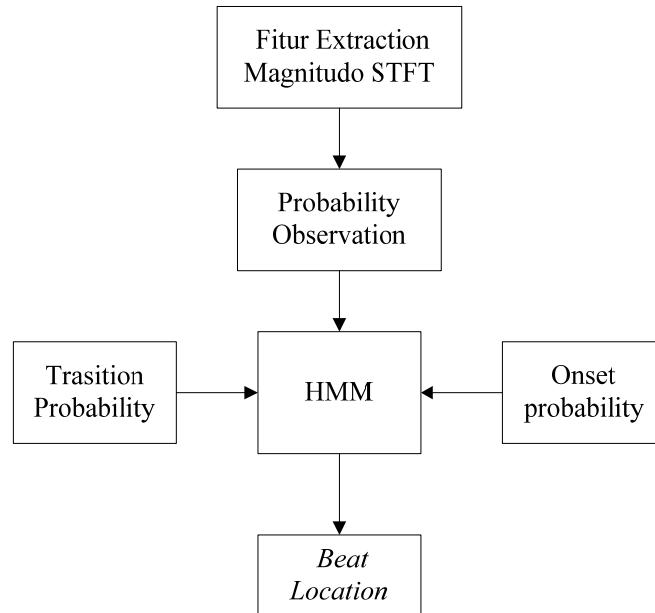 Fitur Extraction
Magnitudo STFT
Probability
Observation
Trasition
Probability
HMM
Onset
probability
Beat
Location